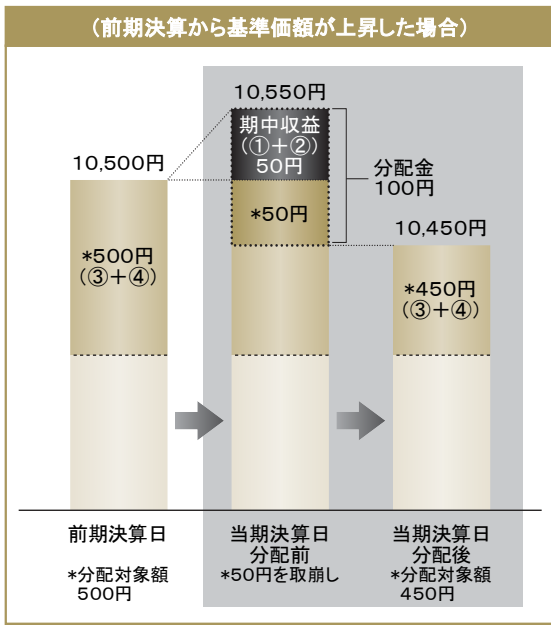 （前期決算から基準価額が上昇した場合）
10,550円
期中収益
（①＋②）
50円
10,500円
分配金
100円
*50円
10,450円
*500円
（③＋④）
*450円
（③＋④）
前期決算日
*分配対象額
500円
当期決算日
分配前
*50円を取崩し
当期決算日
分配後
*分配対象額
450円